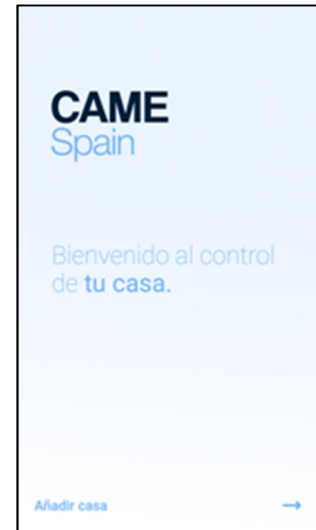 CAME
Spain
Bienvenido al control
de tu casa.
Añadir casa →